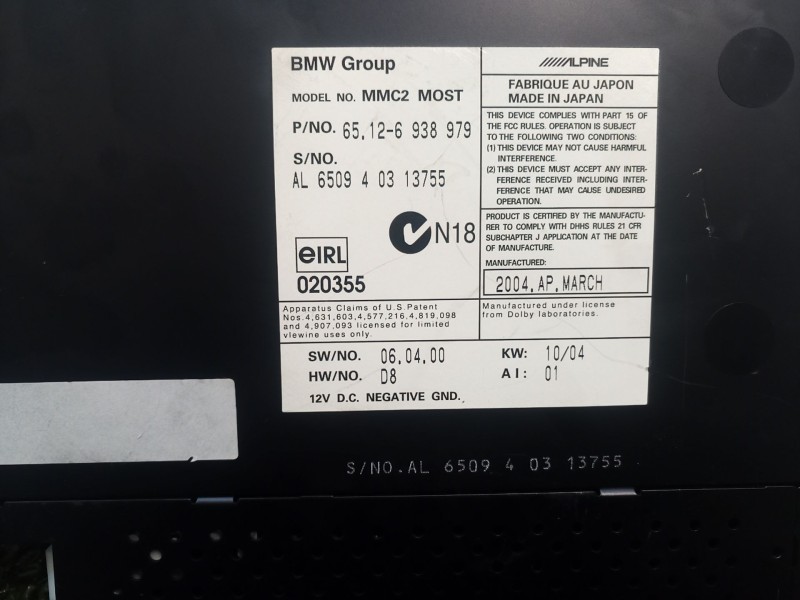 BMW Group
MODEL NO. MMC2 MOST
P/NO. 65.12-6 938 979
S/NO.
AL 6509 4 03 13755
N18
e1RL
020355
Apparatus Claims of U.S. Patent
Nos.4,631,603,4,577,216,4,819,098
and 4,907,093 licensed for limited
vlewine uses only.
ALPINE
FABRIQUE AU JAPON
MADE IN JAPAN
THIS DEVICE COMPLIES WITH PART 15 OF
THE FCC RULES. OPERATION IS SUBJECT
TO THE FOLLOWING TWO CONDITIONS:
(1) THIS DEVICE MAY NOT CAUSE HARMFUL
INTERFERENCE.
(2) THIS DEVICE MUST ACCEPT ANY INTER-
FERENCE RECEIVED INCLUDING INTER-
FERENCE THAT MAY CAUSE UNDESIRED
OPERATION.
PRODUCT IS CERTIFIED BY THE MANUFACTU-
RER TO COMPLY WITH DHHS RULES 21 CFR
SUBCHAPTER J APPLICATION AT THE DATE
OF MANUFACTURE.
MANUFACTURED:
2004.AP.MARCH
Manufactured under license
from Dolby laboratories.
SW/NO. 06.04.00 KW: 10/04
HW/NO. D8 AI: 01
12V D.C. NEGATIVE GND.
S/NO.AL 6509 4 03 13755